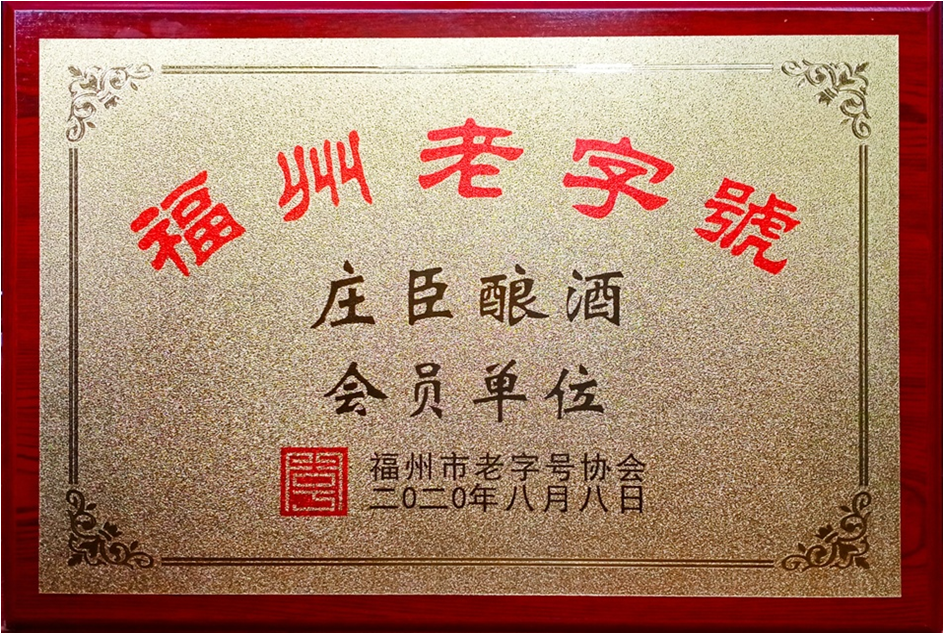 福州老字號
庄臣酿酒
会员单位
福州市老字号协会
二〇二〇年八月八日